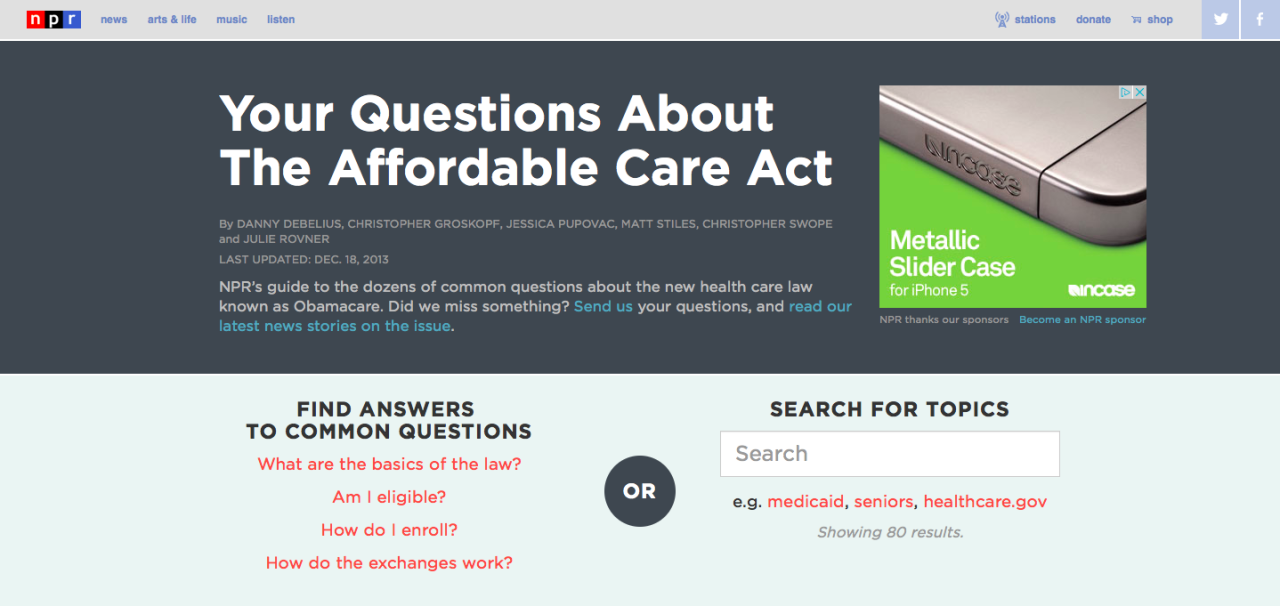 npr news arts & life music listen stations donate shop
Your Questions About
The Affordable Care Act
By DANNY DEBELIUS, CHRISTOPHER GROSKOPF, JESSICA PUPOVAC, MATT STILES, CHRISTOPHER SWOPE
and JULIE ROVNER
LAST UPDATED: DEC. 18, 2013
NPR's guide to the dozens of common questions about the new health care law
known as Obamacare. Did we miss something? Send us your questions, and read our
latest news stories on the issue.
incase
Metallic
Slider Case
for iPhone 5
incase
NPR thanks our sponsors Become an NPR sponsor
FIND ANSWERS
TO COMMON QUESTIONS
What are the basics of the law?
Am I eligible?
How do I enroll?
How do the exchanges work?
OR
SEARCH FOR TOPICS
Search
e.g. medicaid, seniors, healthcare.gov
Showing 80 results.